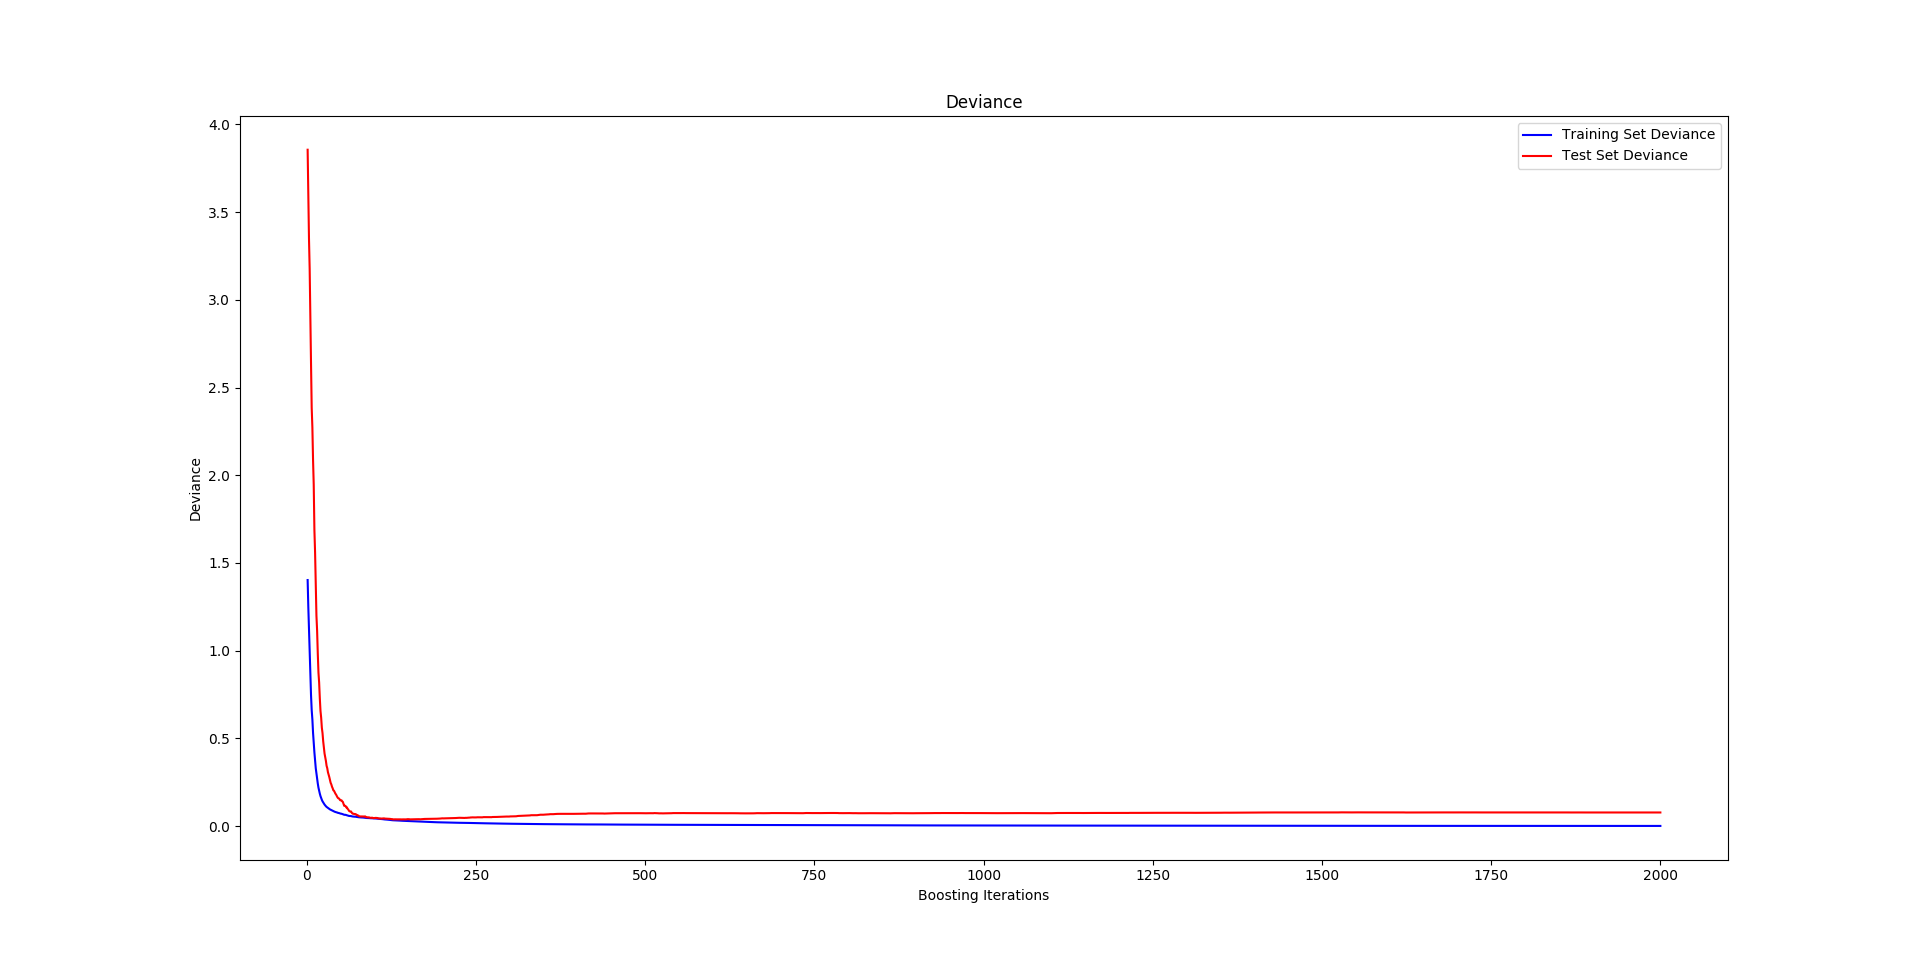 Deviance
Training Set Deviance
Test Set Deviance
4.0
3.5
3.0
2.5
2.0
1.5
1.0
0.5
0.0
Deviance
0 250 500 750 1000 1250 1500 1750 2000
Boosting Iterations